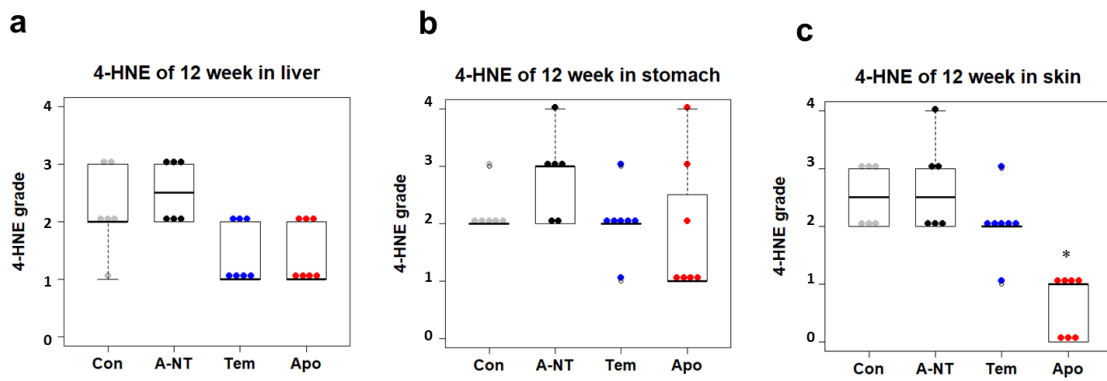 a
4-HNE of 12 week in liver
4-HNE grade
4
3
2
1
0
Con A-NT Tem Apo
b
4-HNE of 12 week in stomach
4-HNE grade
4
3
2
1
0
Con A-NT Tem Apo
c
4-HNE of 12 week in skin
4-HNE grade
4
3
2
1
0
*
Con A-NT Tem Apo